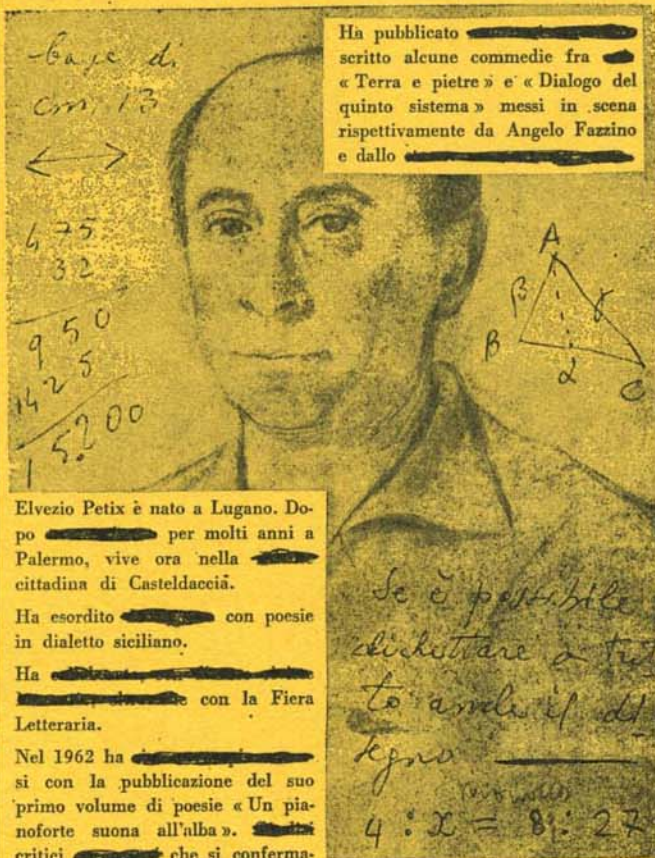 base di
cm 13
Ha pubblicato
scritto alcune commedie fra
« Terra e pietre » e « Dialogo del
quinto sistema » messi in scena
rispettivamente da Angelo Fazzino
e dallo
475
32
950
1425
15.200
A
β γ
B
α C
Elvezio Petix è nato a Lugano. Do-
po per molti anni a
Palermo, vive ora nella
cittadina di Casteldaccia.
Ha esordito con poesie
in dialetto siciliano.
Ha
con la Fiera
Letteraria.
Nel 1962 ha
si con la pubblicazione del suo
primo volume di poesie « Un pia-
noforte suona all'alba ».
critici che si conferma-
Se è possibile
a tut
to anche il di
segno
4 : x = 8 : 27